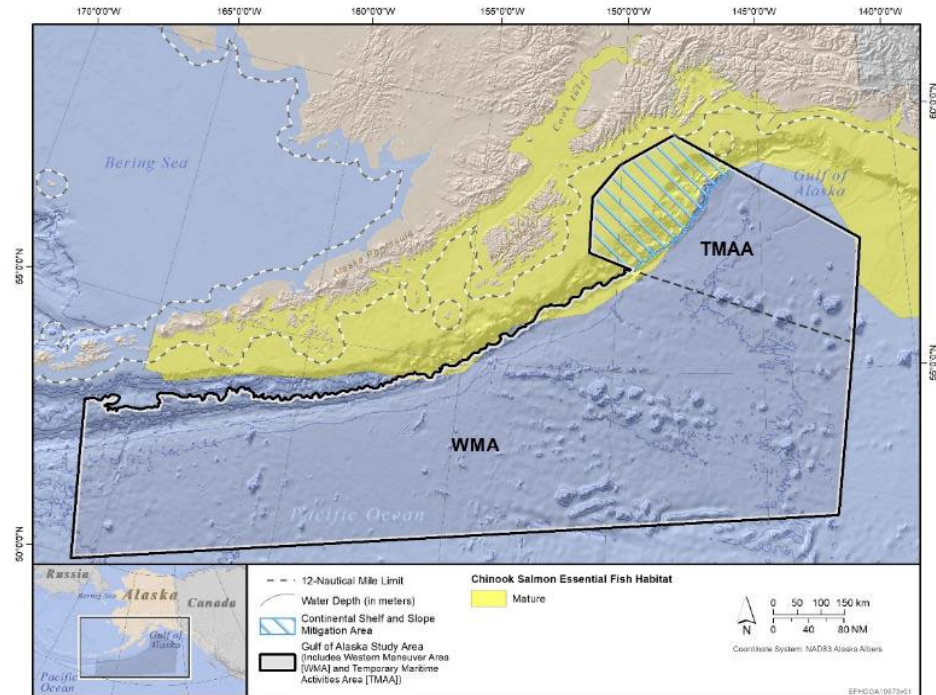 170°0'0"W
165°0'0"W
160°0'0"W
155°0'0"W
150°0'0"W
145°0'0"W
140°0'0"W
60°0'0"N
Cook Inlet
Bering Sea
Gulf of
Alaska
TMAA
Alaska Peninsula
55°0'0"N
55°0'0"N
WMA
Pacific Ocean
50°0'0"N
Russia
Bering Sea
Alaska
Canada
Gulf of
Alaska
Pacific
Ocean
12-Nautical Mile Limit
Water Depth (in meters)
Continental Shelf and Slope
Mitigation Area
Gulf of Alaska Study Area
(Includes Western Maneuver Area
[WMA] and Temporary Maritime
Activities Area [TMAA])
Chinook Salmon Essential Fish Habitat
Mature
N
0 50 100 150 km
0 40 80 NM
Coordinate System: NAD83 Alaska Albers